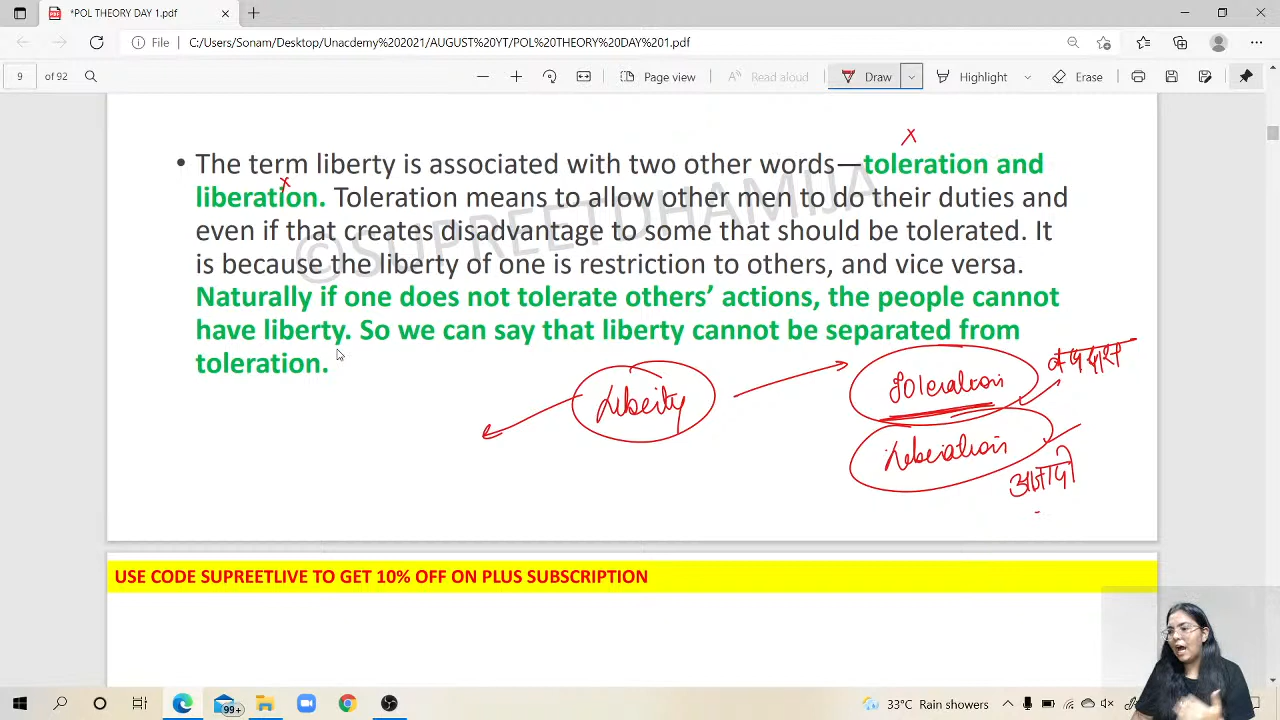 *POL THEORY DAY 1.pdf
File
C:/Users/Sonam/Desktop/Unacdemy%202021/AUGUST%20YT/POL%20THEORY%20DAY%201.pdf
9 of 92
Page view
Read aloud
Draw
Highlight
Erase
x
• The term liberty is associated with two other words—toleration and
x
liberation. Toleration means to allow other men to do their duties and
even if that creates disadvantage to some that should be tolerated. It
is because the liberty of one is restriction to others, and vice versa.
Naturally if one does not tolerate others’ actions, the people cannot
have liberty. So we can say that liberty cannot be separated from
toleration.
©SUPREETDHAMIJA
Liberty
Toleration
Liberation
आजादी
USE CODE SUPREETLIVE TO GET 10% OFF ON PLUS SUBSCRIPTION
99+
33°C Rain showers